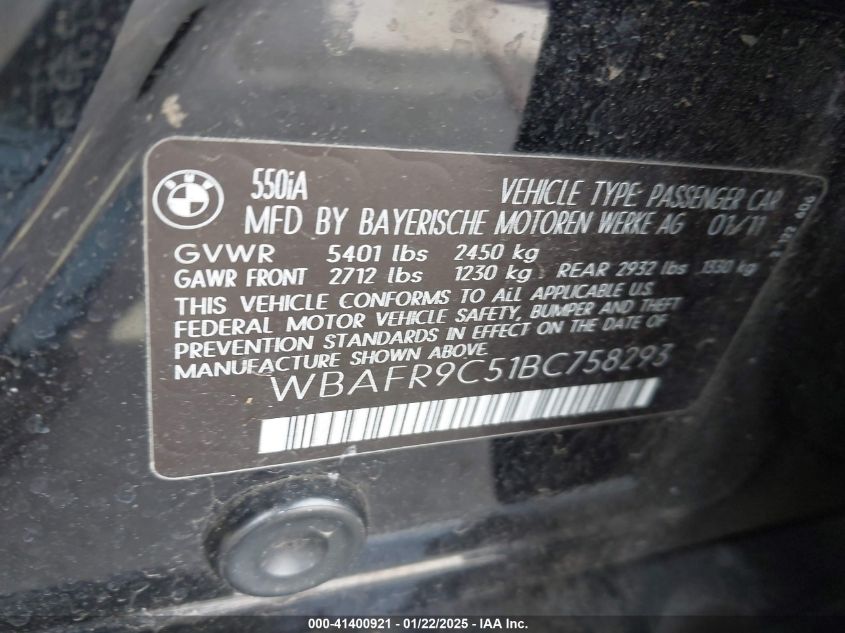 BMW
550iA VEHICLE TYPE: PASSENGER CAR
MFD BY BAYERISCHE MOTOREN WERKE AG 01/11
GVWR 5401 lbs 2450 kg
GAWR FRONT 2712 lbs 1230 kg REAR 2932 lbs 1330 kg
THIS VEHICLE CONFORMS TO AiL APPLICABLE U.S.
FEDERAL MOTOR VEHICLE SAFETY, BUMPER AND THEFT
PREVENTION STANDARDS IN EFFECT ON THE DATE OF
MANUFACTURE SHOWN ABOVE.
WBAFR9C51BC758293
000-41400921 - 01/22/2025 - IAA Inc.